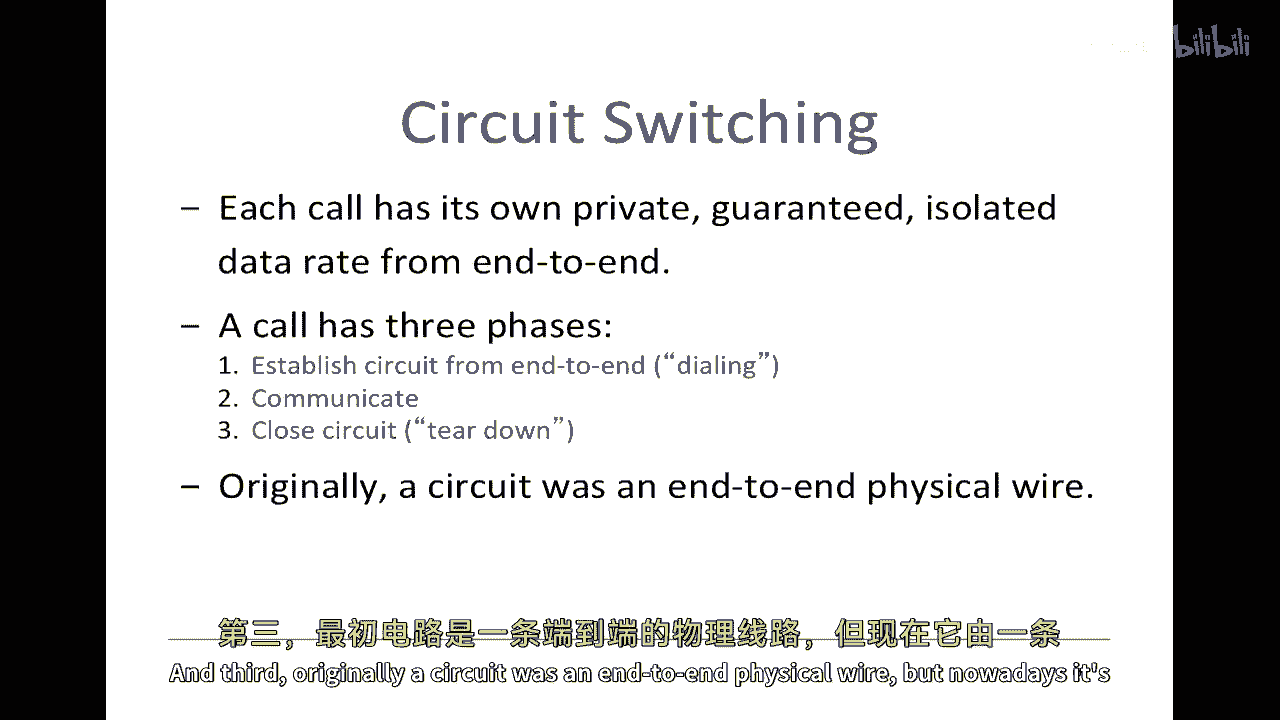 bilibili
Circuit Switching
– Each call has its own private, guaranteed, isolated
data rate from end-to-end.
– A call has three phases:
1. Establish circuit from end-to-end (“dialing”)
2. Communicate
3. Close circuit (“tear down”)
– Originally, a circuit was an end-to-end physical wire.
第三，最初电路是一条端到端的物理线路，但现在它由一条
And third, originally a circuit was an end-to-end physical wire, but nowadays it's